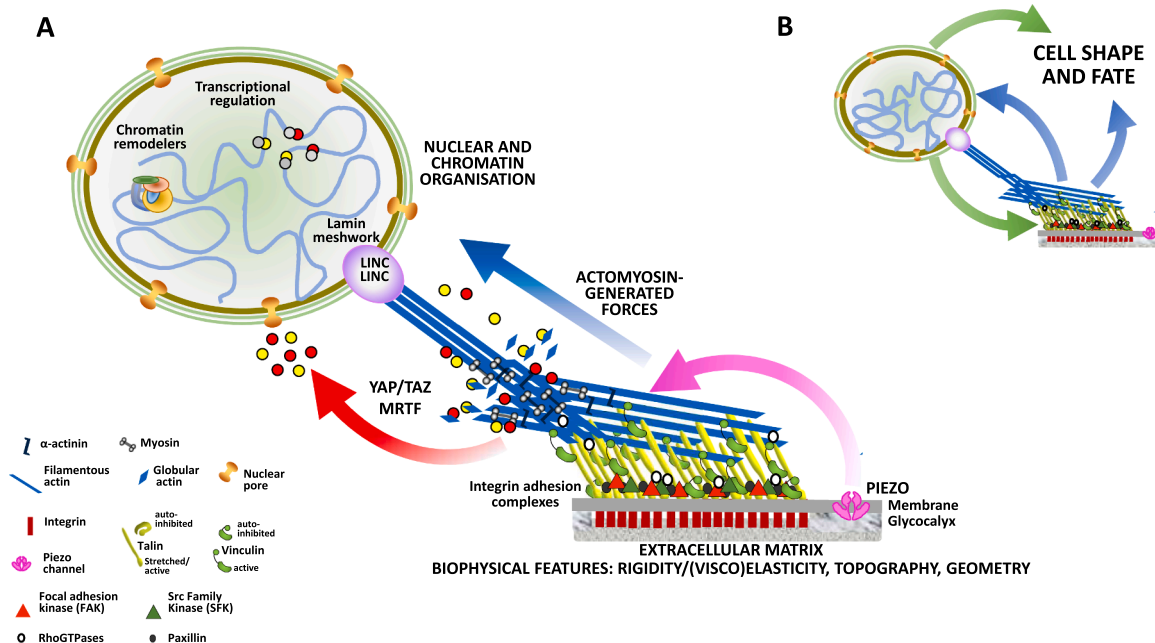 A
Transcriptional
regulation
Chromatin
remodelers
NUCLEAR AND
CHROMATIN
ORGANISATION
Lamin
meshwork
LINC
LINC
ACTOMYOSIN-
GENERATED
FORCES
YAP/TAZ
MRTF
Integrin adhesion
complexes
PIEZO
Membrane
Glycocalyx
EXTRACELLULAR MATRIX
BIOPHYSICAL FEATURES: RIGIDITY/(VISCO)ELASTICITY, TOPOGRAPHY, GEOMETRY
α-actinin
Myosin
Filamentous
actin
Globular
actin
Nuclear
pore
Integrin
auto-
inhibited
Talin
Stretched/
active
auto-
inhibited
Vinculin
active
Piezo
channel
Focal adhesion
kinase (FAK)
Src Family
Kinase (SFK)
RhoGTPases
Paxillin
B
CELL SHAPE
AND FATE